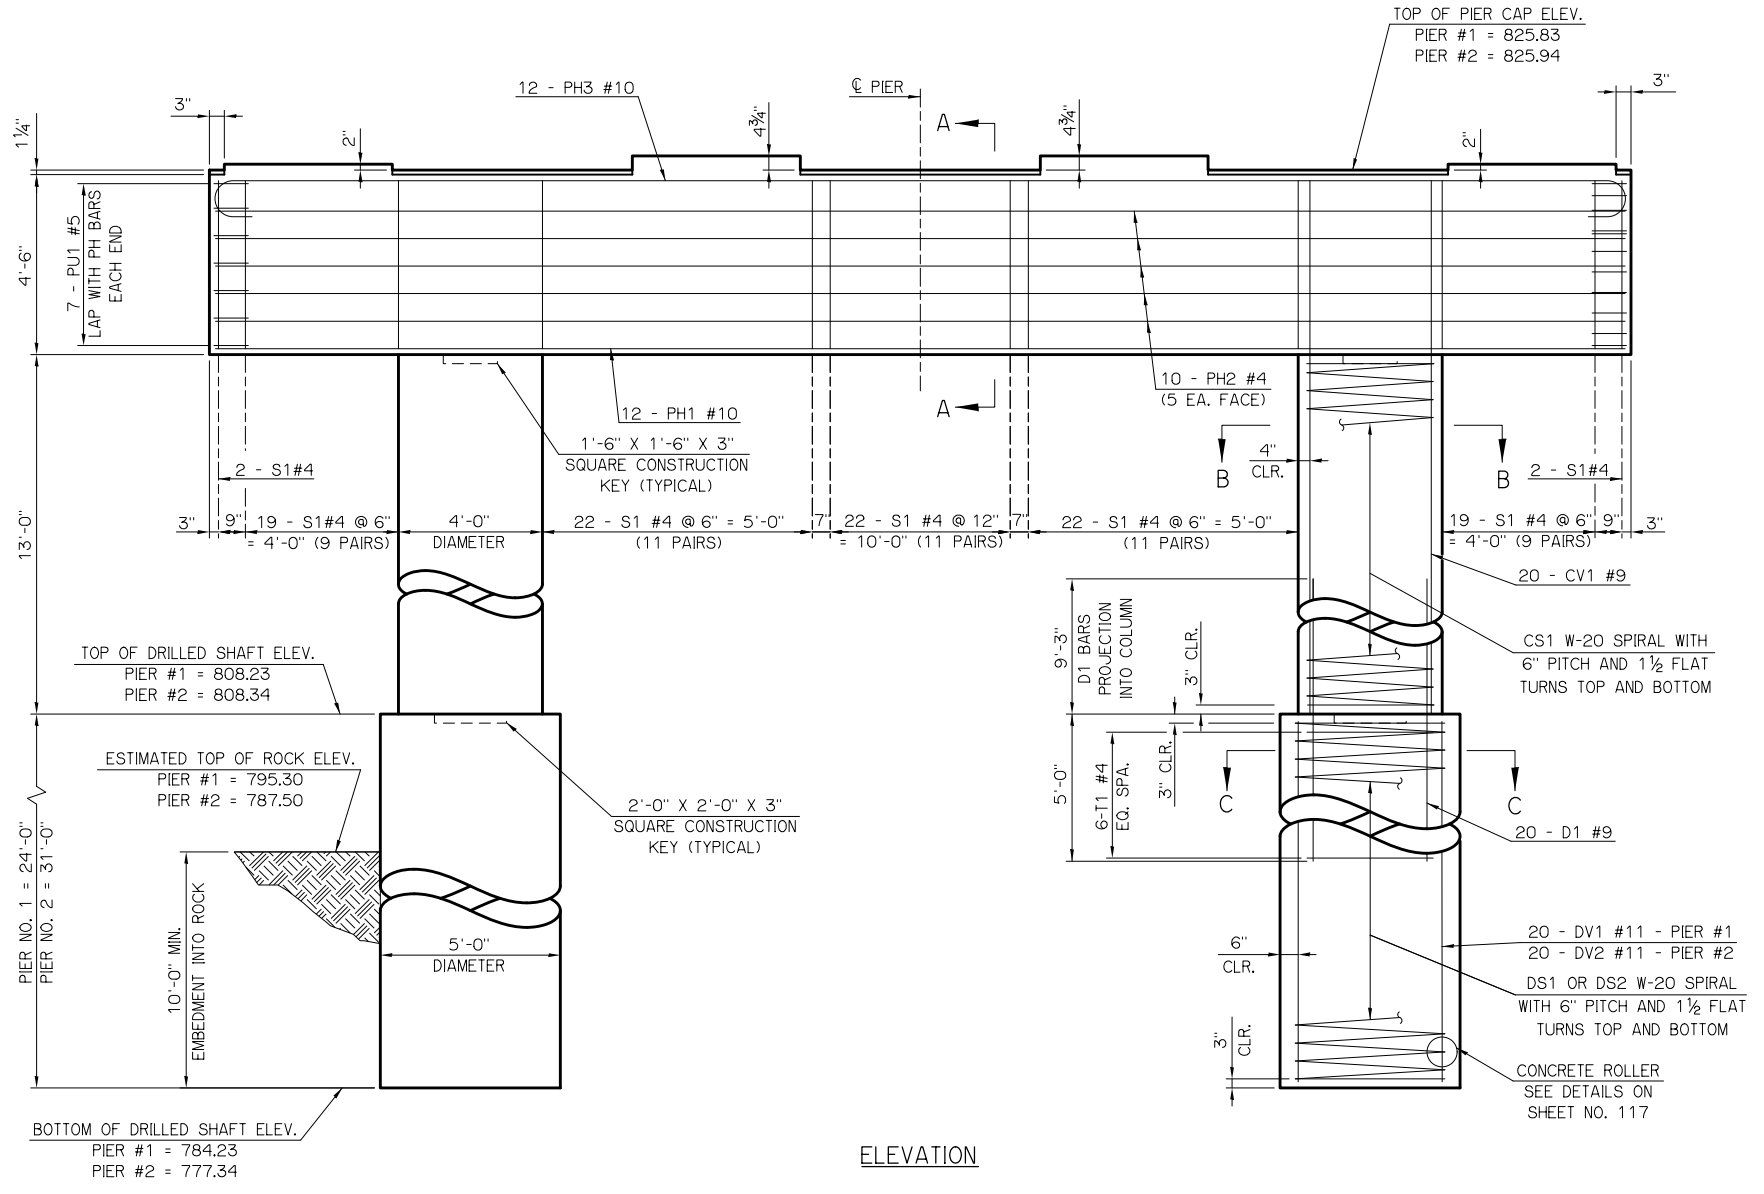 TOP OF PIER CAP ELEV.
PIER #1 = 825.83
PIER #2 = 825.94
3"
12 - PH3 #10
℄ PIER
3"
1¼"
2"
4¾"
A
4¾"
2"
4'-6"
7 - PU1 #5
LAP WITH PH BARS
EACH END
10 - PH2 #4
(5 EA. FACE)
A
12 - PH1 #10
1'-6" X 1'-6" X 3"
SQUARE CONSTRUCTION
KEY (TYPICAL)
4"
CLR.
B
B
2 - S1#4
2 - S1#4
13'-0"
3"
9"
19 - S1#4 @ 6"
= 4'-0" (9 PAIRS)
4'-0"
DIAMETER
22 - S1 #4 @ 6" = 5'-0"
(11 PAIRS)
7"
22 - S1 #4 @ 12"
= 10'-0" (11 PAIRS)
7"
22 - S1 #4 @ 6" = 5'-0"
(11 PAIRS)
19 - S1 #4 @ 6"
= 4'-0" (9 PAIRS)
9"
3"
20 - CV1 #9
9'-3"
D1 BARS
PROJECTION
INTO COLUMN
3" CLR.
CS1 W-20 SPIRAL WITH
6" PITCH AND 1½ FLAT
TURNS TOP AND BOTTOM
TOP OF DRILLED SHAFT ELEV.
PIER #1 = 808.23
PIER #2 = 808.34
ESTIMATED TOP OF ROCK ELEV.
PIER #1 = 795.30
PIER #2 = 787.50
2'-0" X 2'-0" X 3"
SQUARE CONSTRUCTION
KEY (TYPICAL)
5'-0"
6-T1 #4
EQ. SPA.
3" CLR.
C
C
20 - D1 #9
PIER NO. 1 = 24'-0"
PIER NO. 2 = 31'-0"
10'-0" MIN.
EMBEDMENT INTO ROCK
5'-0"
DIAMETER
6"
CLR.
20 - DV1 #11 - PIER #1
20 - DV2 #11 - PIER #2
DS1 OR DS2 W-20 SPIRAL
WITH 6" PITCH AND 1½ FLAT
TURNS TOP AND BOTTOM
3"
CLR.
CONCRETE ROLLER
SEE DETAILS ON
SHEET NO. 117
BOTTOM OF DRILLED SHAFT ELEV.
PIER #1 = 784.23
PIER #2 = 777.34
ELEVATION